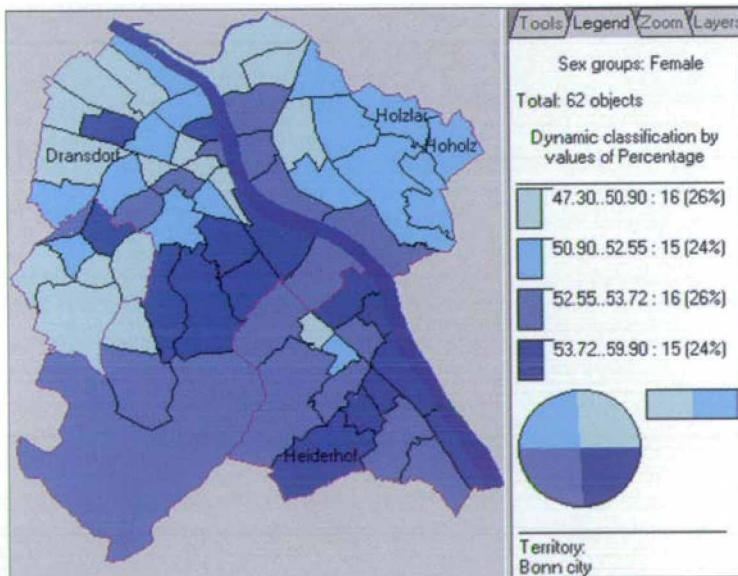 Holzlar
Hoholz
Dransdorf
Heiderhof
Tools Legend Zoom Layers
Sex groups: Female
Total: 62 objects
Dynamic classification by
values of Percentage
47.30..50.90 : 16 (26%)
50.90..52.55 : 15 (24%)
52.55..53.72 : 16 (26%)
53.72..59.90 : 15 (24%)
Territory:
Bonn city